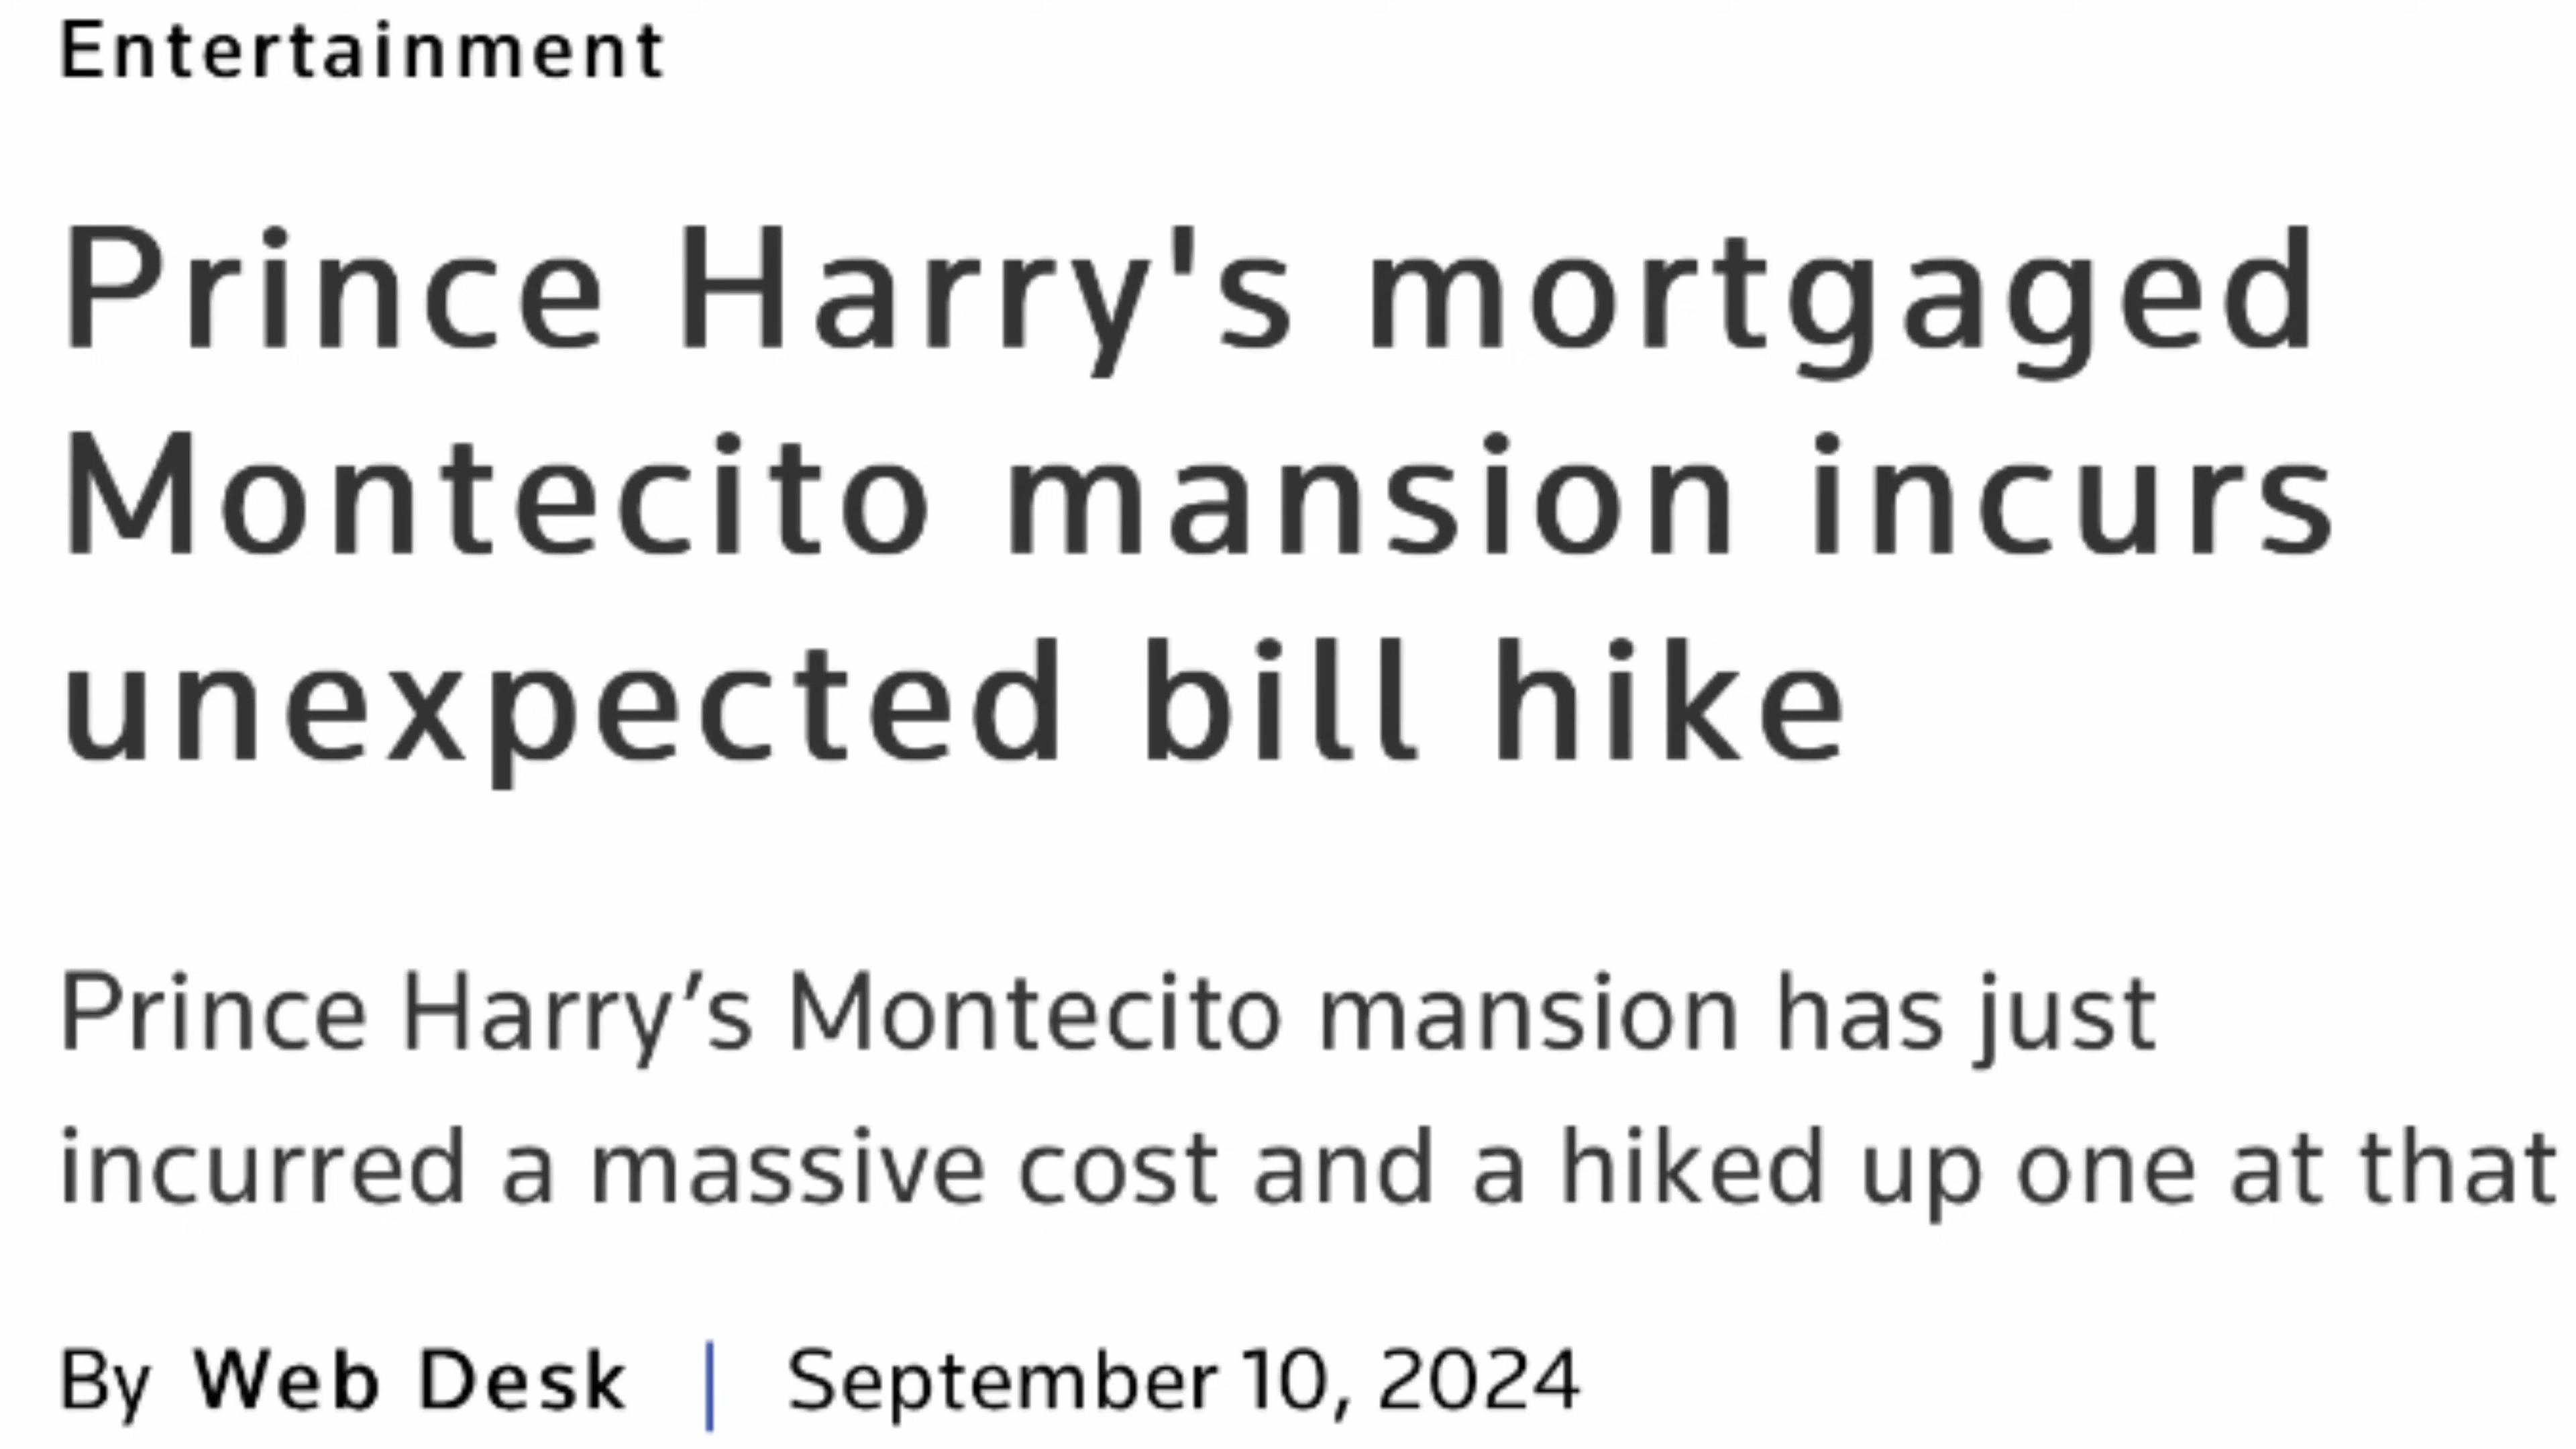 Entertainment
Prince Harry's mortgaged
Montecito mansion incurs
unexpected bill hike
Prince Harry’s Montecito mansion has just
incurred a massive cost and a hiked up one at that
By Web Desk | September 10, 2024